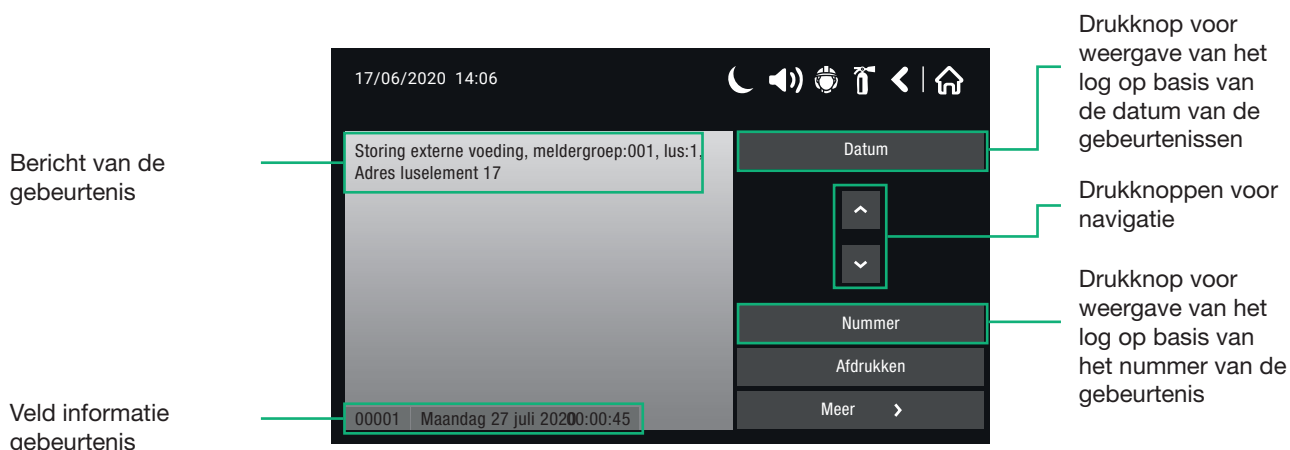 Drukknop voor
weergave van het
log op basis van
de datum van de
gebeurtenissen
17/06/2020 14:06
Bericht van de
gebeurtenis
Storing externe voeding, meldergroep:001, lus:1,
Adres luselement 17
Datum
Drukknoppen voor
navigatie
Drukknop voor
weergave van het
log op basis van
het nummer van de
gebeurtenis
Nummer
Afdrukken
Meer
Veld informatie
gebeurtenis
00001 Maandag 27 juli 2020 00:00:45